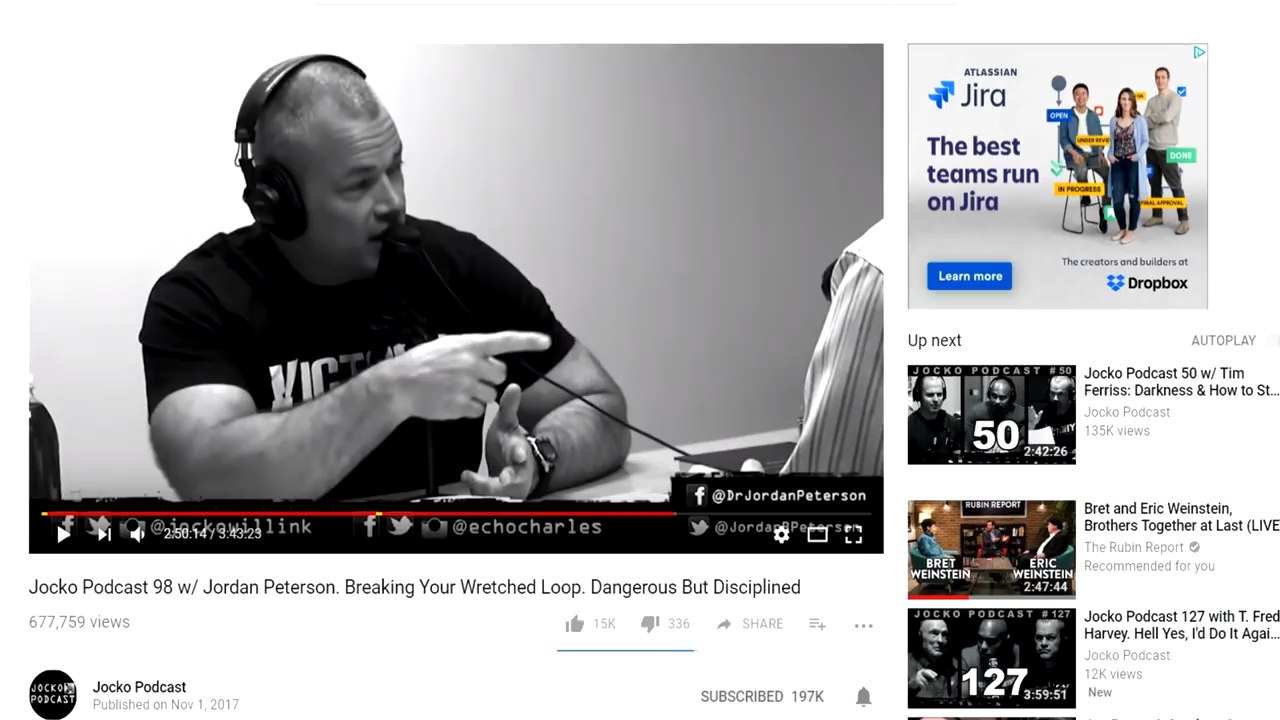 VICTO
@DrJordanPeterson
@jockowillink
@echocharles
@JordanBPeterson
2:50:14 / 3:43:23
Jocko Podcast 98 w/ Jordan Peterson. Breaking Your Wretched Loop. Dangerous But Disciplined
677,759 views
15K
336
SHARE
JOCKO
PODCAST
Jocko Podcast
Published on Nov 1, 2017
SUBSCRIBED 197K
ATLASSIAN
Jira
The best
teams run
on Jira
OPEN
UNDER REVIEW
DONE
IN PROGRESS
FINAL APPROVAL
Learn more
The creators and builders at
Dropbox
Up next
AUTOPLAY
JOCKO PODCAST #50
50
2:42:26
Jocko Podcast 50 w/ Tim
Ferriss: Darkness & How to St...
Jocko Podcast
135K views
RUBIN REPORT
BRET
WEINSTEIN
ERIC
WEINSTEIN
2:47:44
Bret and Eric Weinstein,
Brothers Together at Last (LIVE
The Rubin Report
Recommended for you
JOCKO PODCAST #127
127
3:59:51
Jocko Podcast 127 with T. Fred
Harvey. Hell Yes, I'd Do It Agai...
Jocko Podcast
12K views
New